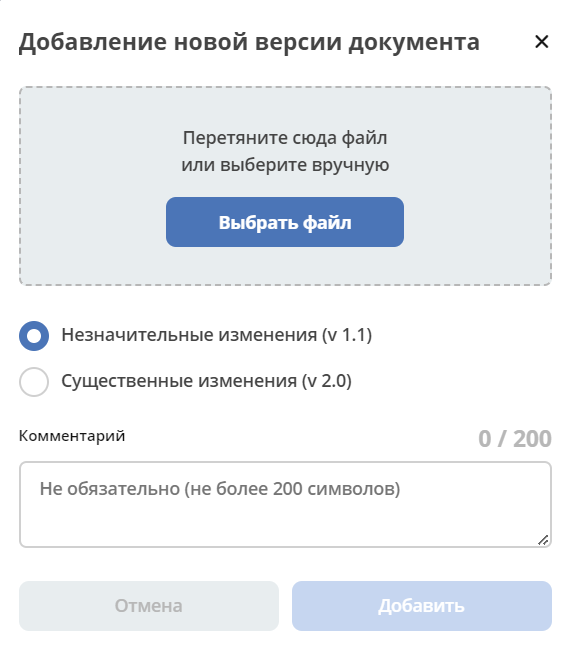 Добавление новой версии документа
Перетяните сюда файл
или выберите вручную
Выбрать файл
Незначительные изменения (v 1.1)
Существенные изменения (v 2.0)
Комментарий
0 / 200
Не обязательно (не более 200 символов)
Отмена
Добавить